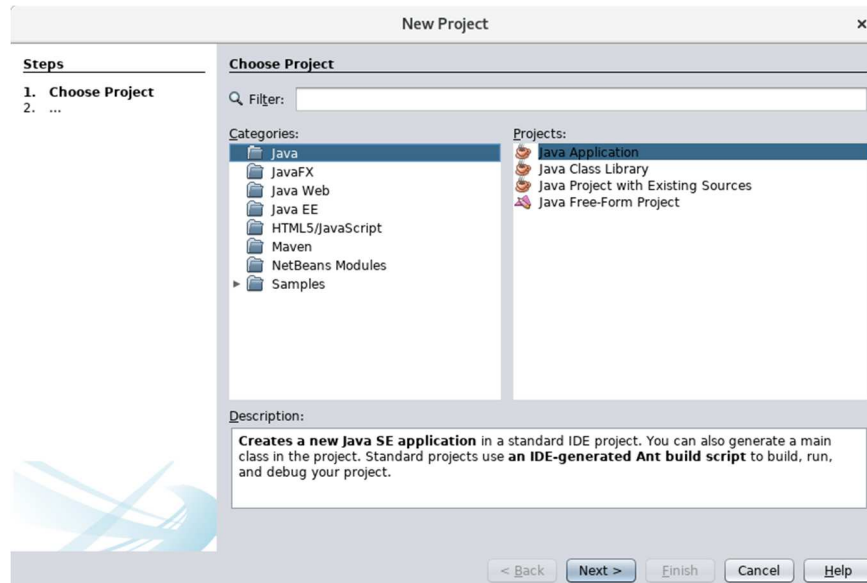 New Project
×
Steps
1. Choose Project
2. ...
Choose Project
Filter:
Categories:
Java
JavaFX
Java Web
Java EE
HTML5/JavaScript
Maven
NetBeans Modules
Samples
Projects:
Java Application
Java Class Library
Java Project with Existing Sources
Java Free-Form Project
Description:
Creates a new Java SE application in a standard IDE project. You can also generate a main
class in the project. Standard projects use an IDE-generated Ant build script to build, run,
and debug your project.
< Back Next > Finish Cancel Help